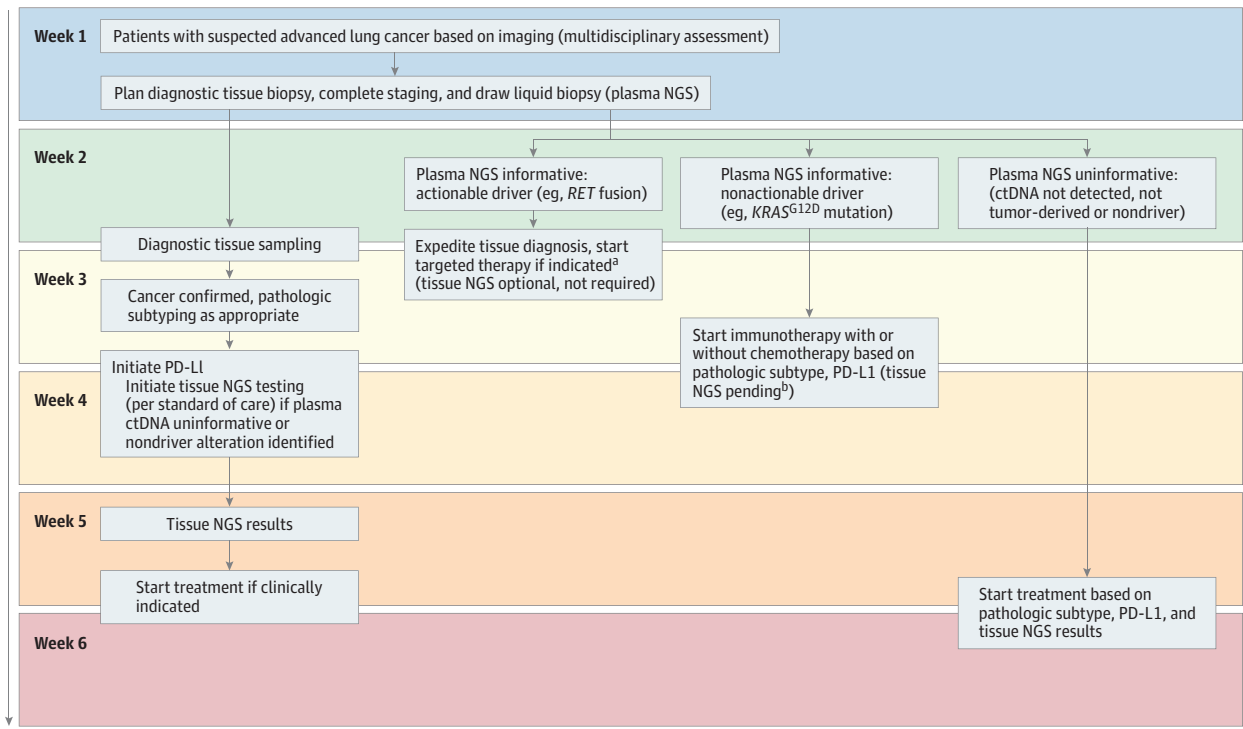 Week 1
Patients with suspected advanced lung cancer based on imaging (multidisciplinary assessment)
Plan diagnostic tissue biopsy, complete staging, and draw liquid biopsy (plasma NGS)
Week 2
Plasma NGS informative:
actionable driver (eg, RET fusion)
Plasma NGS informative:
nonactionable driver
(eg, KRASG12D mutation)
Plasma NGS uninformative:
(ctDNA not detected, not
tumor-derived or nondriver)
Diagnostic tissue sampling
Expedite tissue diagnosis, start
targeted therapy if indicateda
(tissue NGS optional, not required)
Week 3
Cancer confirmed, pathologic
subtyping as appropriate
Start immunotherapy with or
without chemotherapy based on
pathologic subtype, PD-L1 (tissue
NGS pendingb)
Initiate PD-Ll
Initiate tissue NGS testing
(per standard of care) if plasma
ctDNA uninformative or
nondriver alteration identified
Week 4
Week 5
Tissue NGS results
Start treatment if clinically
indicated
Start treatment based on
pathologic subtype, PD-L1, and
tissue NGS results
Week 6